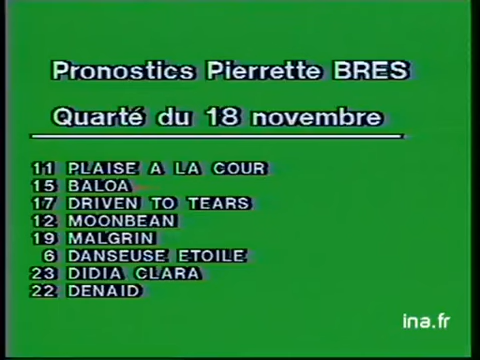 Pronostics Pierrette BRES
Quarté du 18 novembre
11 PLAISE A LA COUR
15 BALOA
17 DRIVEN TO TEARS
12 MOONBEAN
19 MALGRIN
6 DANSEUSE ETOILE
23 DIDIA CLARA
22 DENAID
ina.fr